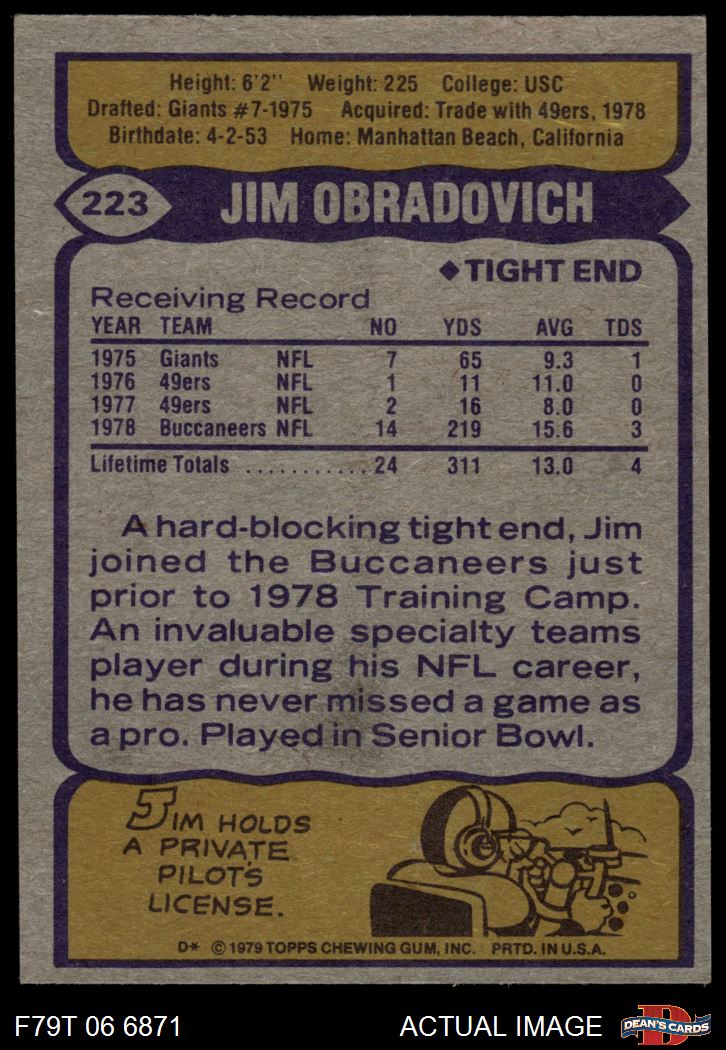 Height: 6'2" Weight: 225 College: USC
Drafted: Giants #7-1975 Acquired: Trade with 49ers, 1978
Birthdate: 4-2-53 Home: Manhattan Beach, California
223 JIM OBRADOVICH
◆TIGHT END
Receiving Record
YEAR TEAM NO YDS AVG TDS
1975 Giants NFL 7 65 9.3 1
1976 49ers NFL 1 11 11.0 0
1977 49ers NFL 2 16 8.0 0
1978 Buccaneers NFL 14 219 15.6 3
Lifetime Totals ............24 311 13.0 4
A hard-blocking tight end, Jim
joined the Buccaneers just
prior to 1978 Training Camp.
An invaluable specialty teams
player during his NFL career,
he has never missed a game as
a pro. Played in Senior Bowl.
JIM HOLDS
A PRIVATE
PILOT'S
LICENSE.
D* © 1979 TOPPS CHEWING GUM, INC. PRTD. IN U.S.A.
F79T 06 6871 ACTUAL IMAGE D DEAN'S CARDS